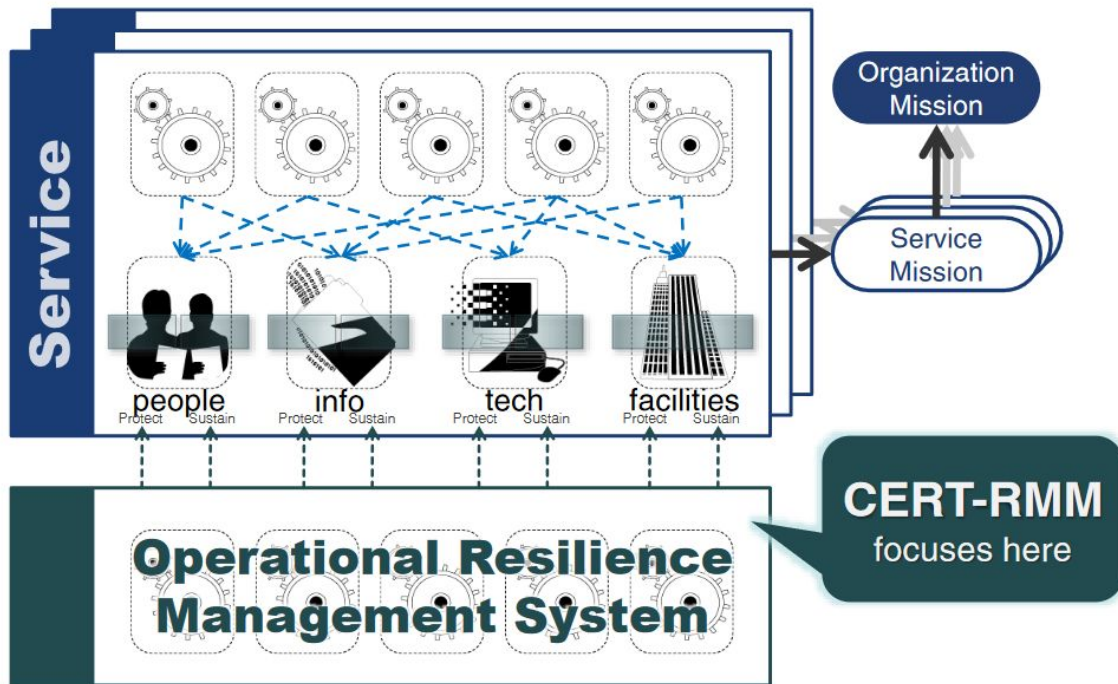 Service
Organization
Mission
Service
Mission
people
info
tech
facilities
Protect Sustain
Protect Sustain
Protect Sustain
Protect Sustain
CERT-RMM
focuses here
Operational Resilience
Management System